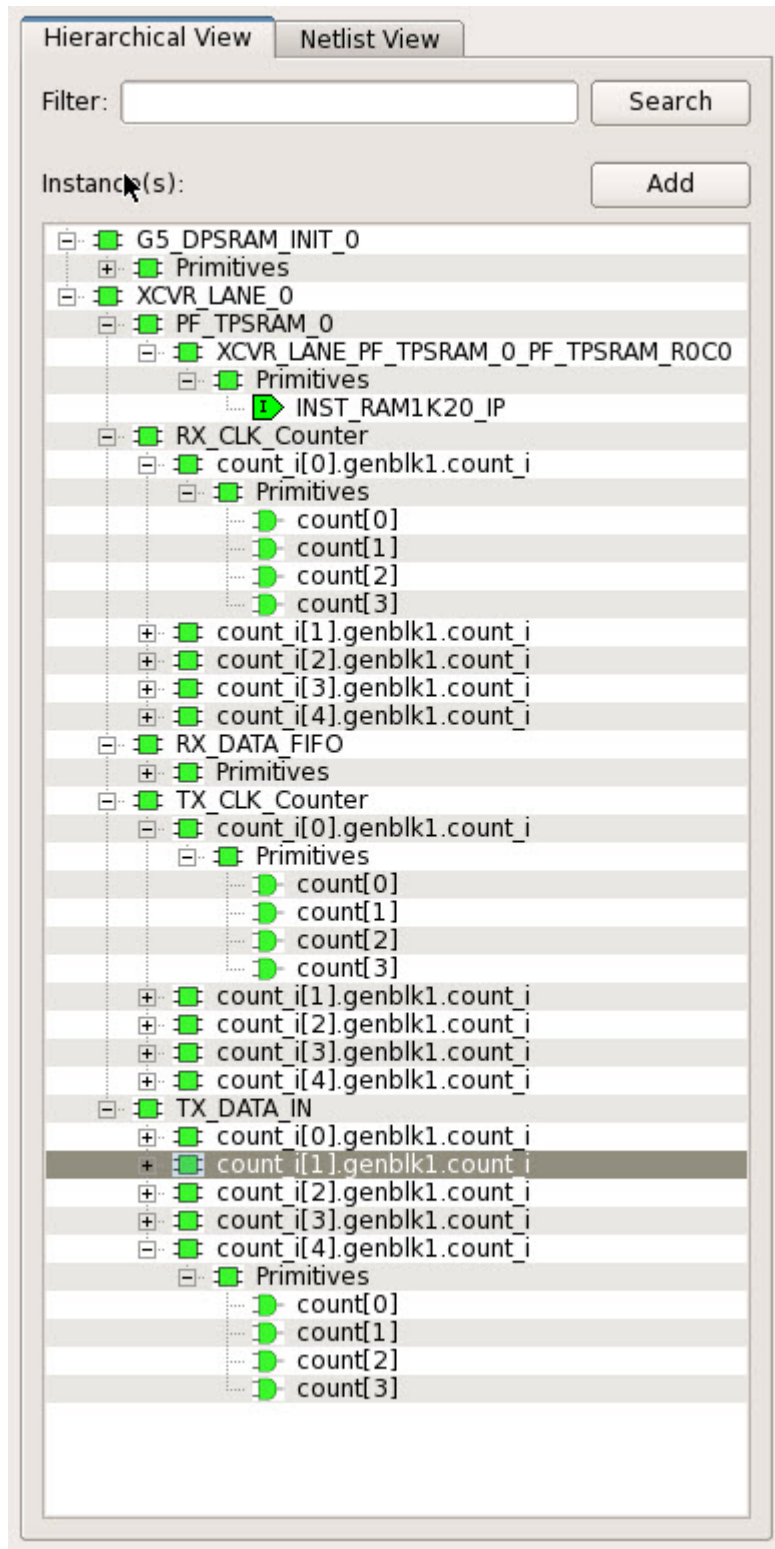 Hierarchical View Netlist View
Filter: Search
Instance(s): Add
G5_DPSRAM_INIT_0
Primitives
XCVR_LANE_0
PF_TPSRAM_0
XCVR_LANE_PF_TPSRAM_0_PF_TPSRAM_R0C0
Primitives
I INST_RAM1K20_IP
RX_CLK_Counter
count_i[0].genblk1.count_i
Primitives
count[0]
count[1]
count[2]
count[3]
count_i[1].genblk1.count_i
count_i[2].genblk1.count_i
count_i[3].genblk1.count_i
count_i[4].genblk1.count_i
RX_DATA_FIFO
Primitives
TX_CLK_Counter
count_i[0].genblk1.count_i
Primitives
count[0]
count[1]
count[2]
count[3]
count_i[1].genblk1.count_i
count_i[2].genblk1.count_i
count_i[3].genblk1.count_i
count_i[4].genblk1.count_i
TX_DATA_IN
count_i[0].genblk1.count_i
count_i[1].genblk1.count_i
count_i[2].genblk1.count_i
count_i[3].genblk1.count_i
count_i[4].genblk1.count_i
Primitives
count[0]
count[1]
count[2]
count[3]